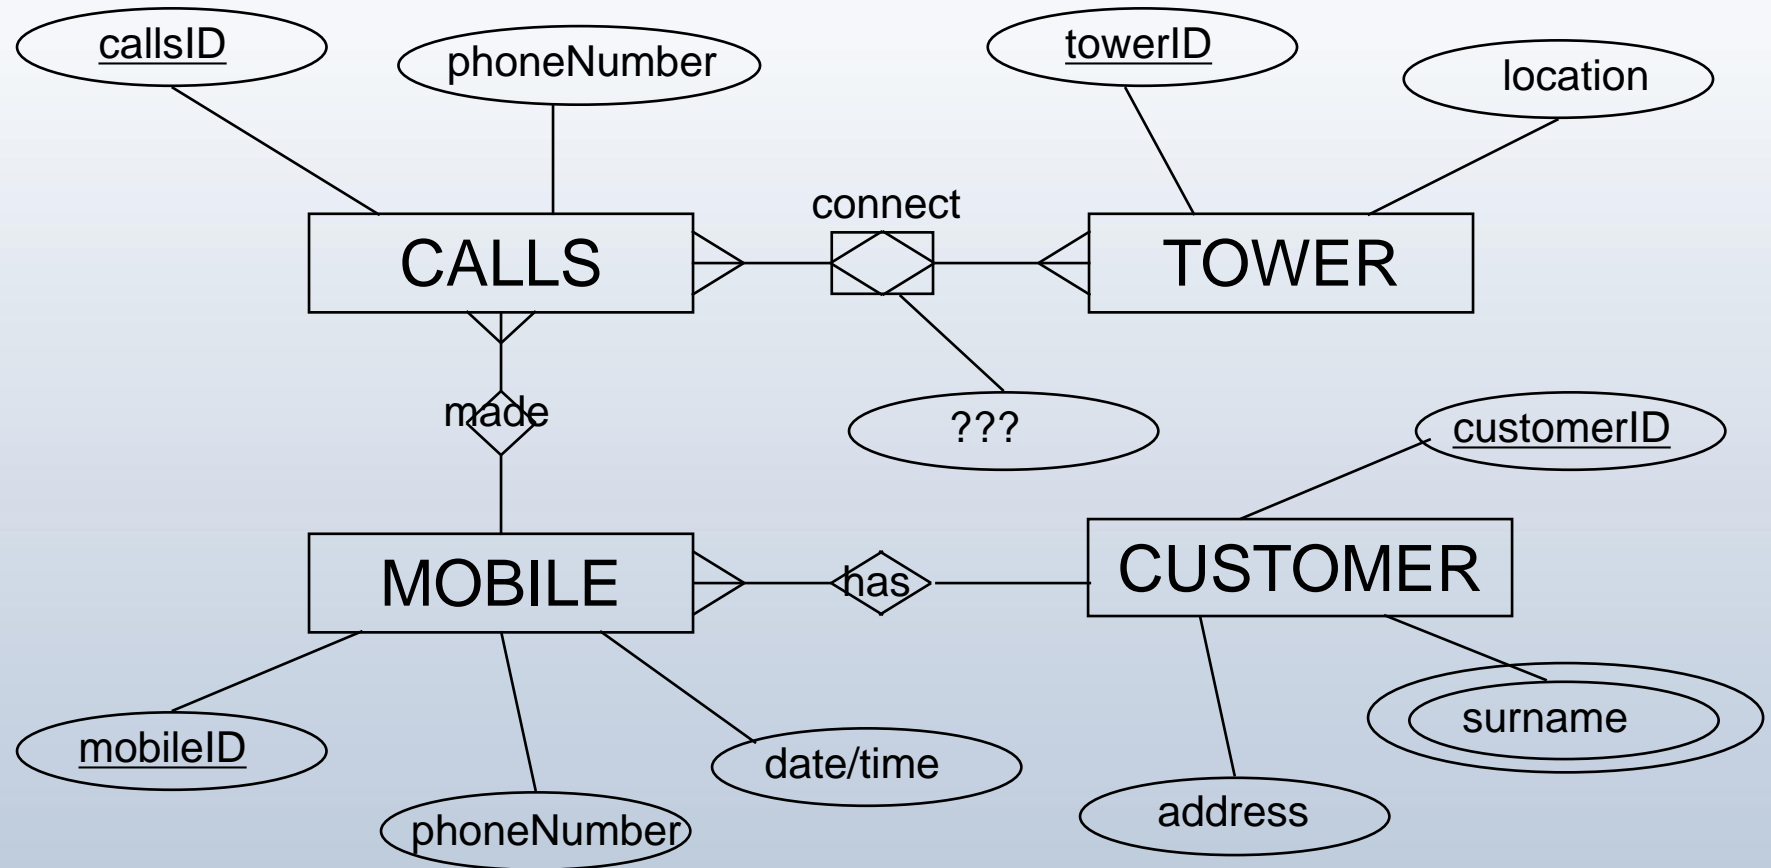 callsID
phoneNumber
towerID
location
connect
CALLS
TOWER
made
???
customerID
MOBILE
has
CUSTOMER
mobileID
phoneNumber
date/time
address
surname